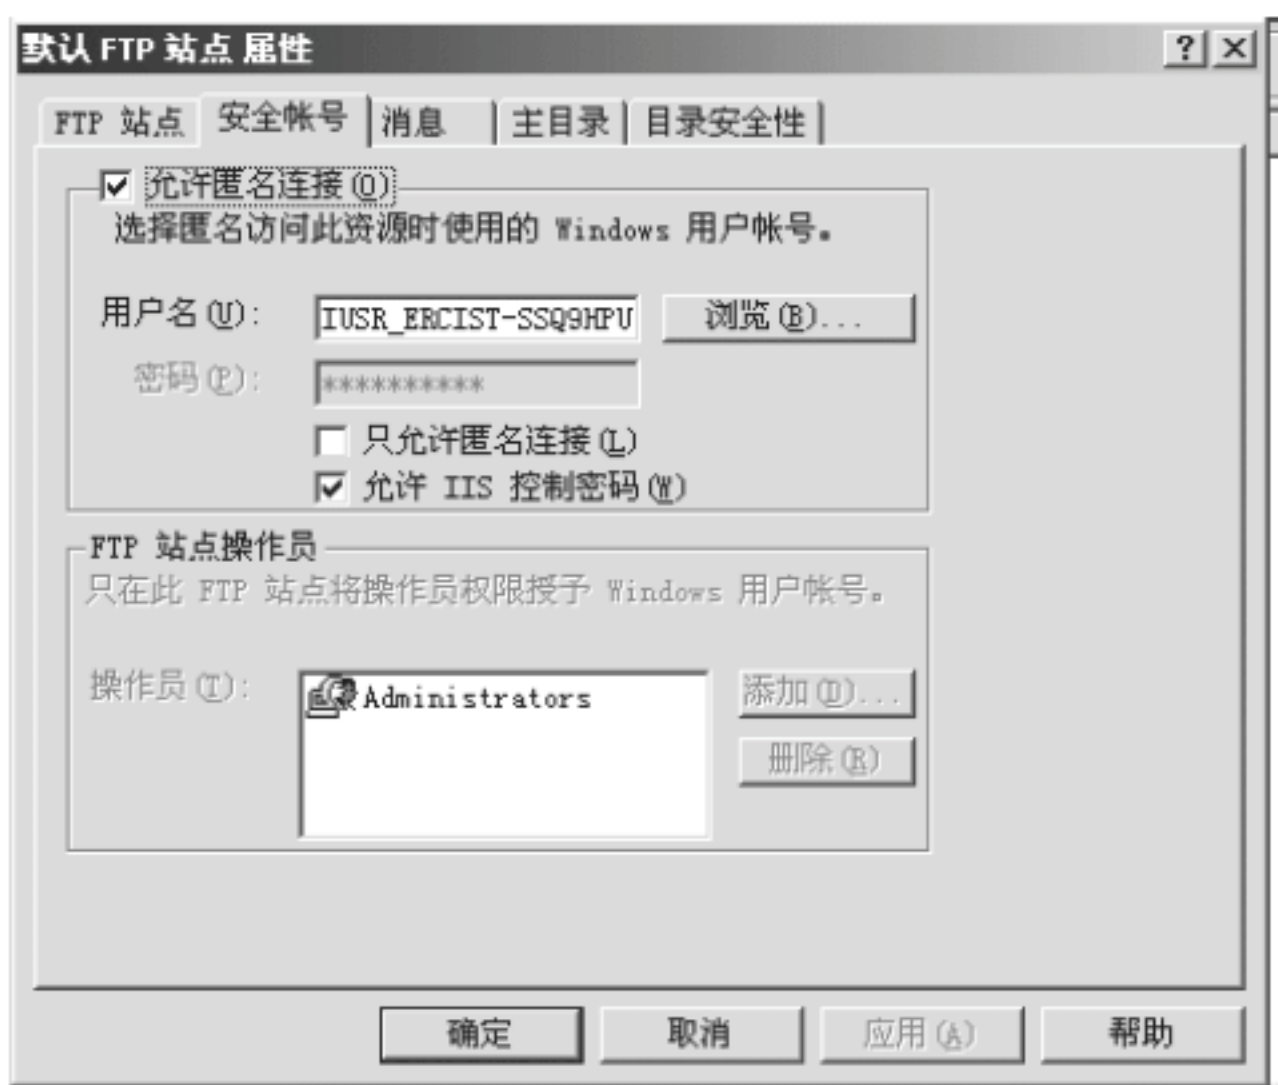 默认 FTP 站点 属性
FTP 站点 安全帐号 消息 主目录 目录安全性
允许匿名连接(O)
选择匿名访问此资源时使用的 Windows 用户帐号。
用户名(U): IUSR_ERCIST-SSQ9HPU 浏览(B)...
密码(P): **********
只允许匿名连接(L)
允许 IIS 控制密码(W)
FTP 站点操作员
只在此 FTP 站点将操作员权限授予 Windows 用户帐号。
操作员(T): Administrators 添加(D)...
册除(R)
确定 取消 应用(A) 帮助